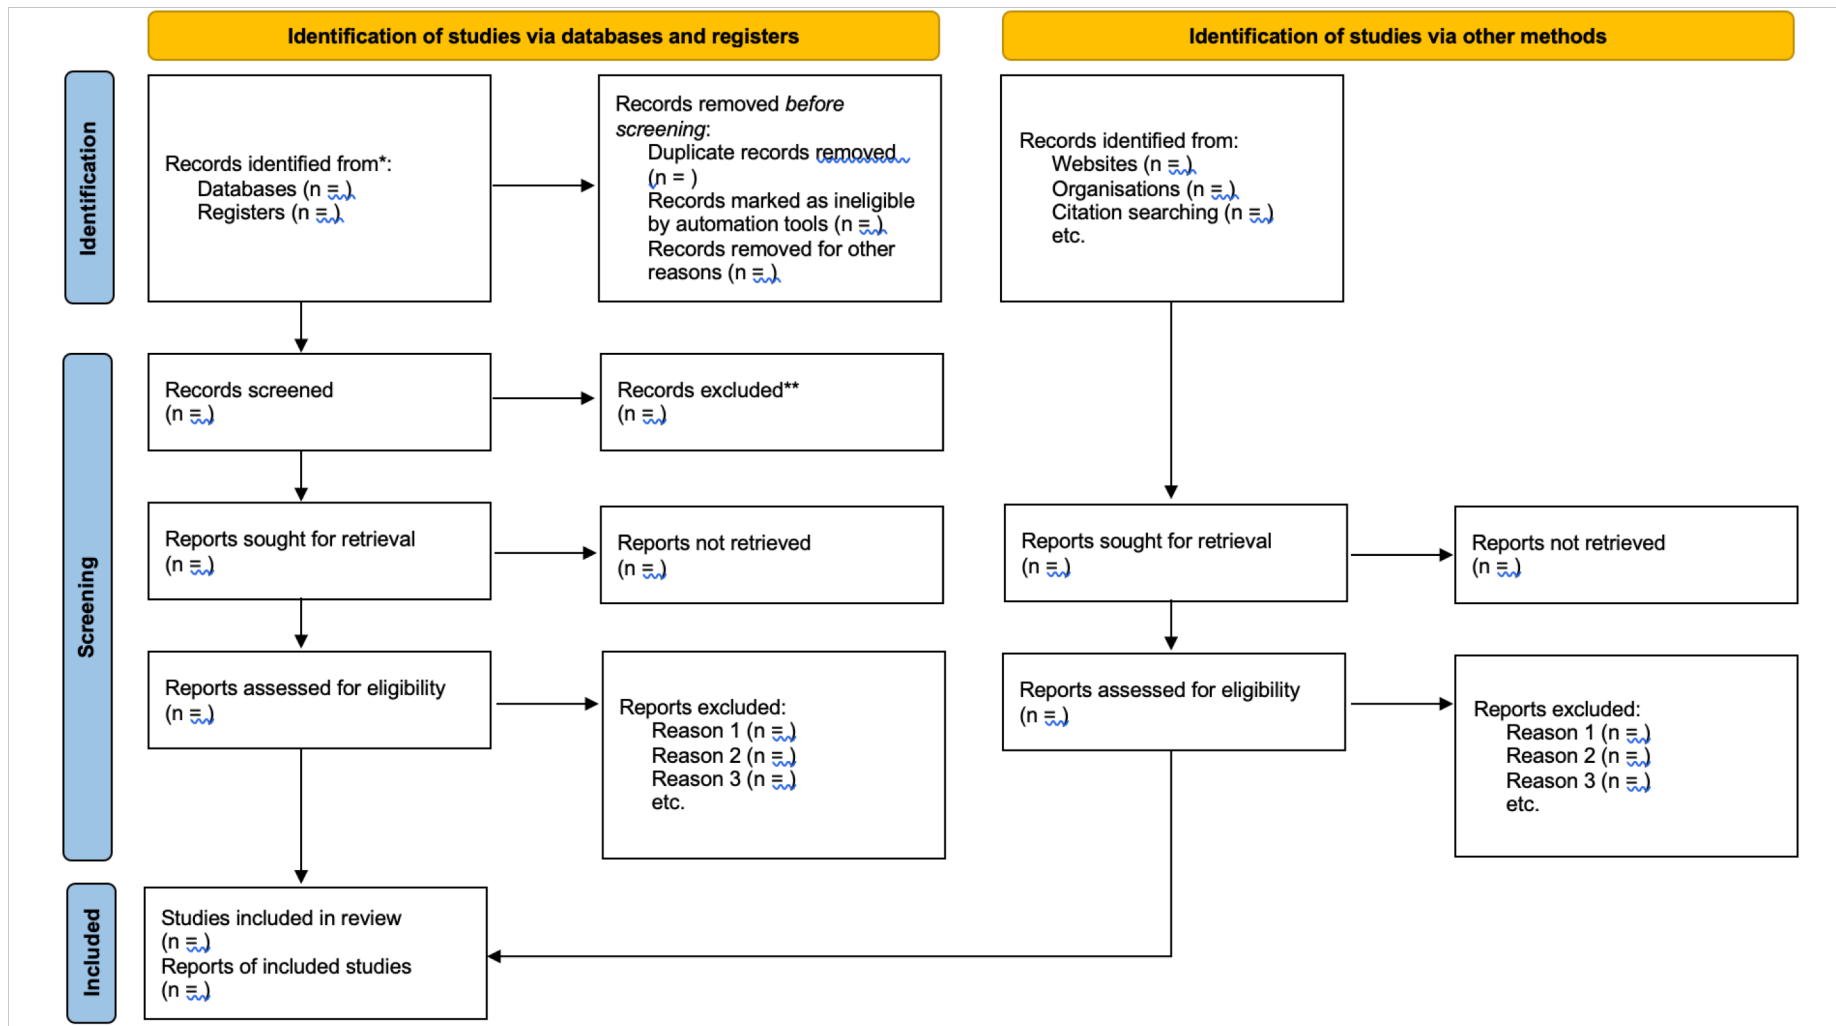 Identification of studies via databases and registers
Identification of studies via other methods
Identification
Records identified from*:
Databases (n = )
Registers (n = )
Records removed before
screening:
Duplicate records removed
(n = )
Records marked as ineligible
by automation tools (n = )
Records removed for other
reasons (n = )
Records identified from:
Websites (n = )
Organisations (n = )
Citation searching (n = )
etc.
Screening
Records screened
(n = )
Records excluded**
(n = )
Reports sought for retrieval
(n = )
Reports not retrieved
(n = )
Reports sought for retrieval
(n = )
Reports not retrieved
(n = )
Reports assessed for eligibility
(n = )
Reports excluded:
Reason 1 (n = )
Reason 2 (n = )
Reason 3 (n = )
etc.
Reports assessed for eligibility
(n = )
Reports excluded:
Reason 1 (n = )
Reason 2 (n = )
Reason 3 (n = )
etc.
Included
Studies included in review
(n = )
Reports of included studies
(n = )